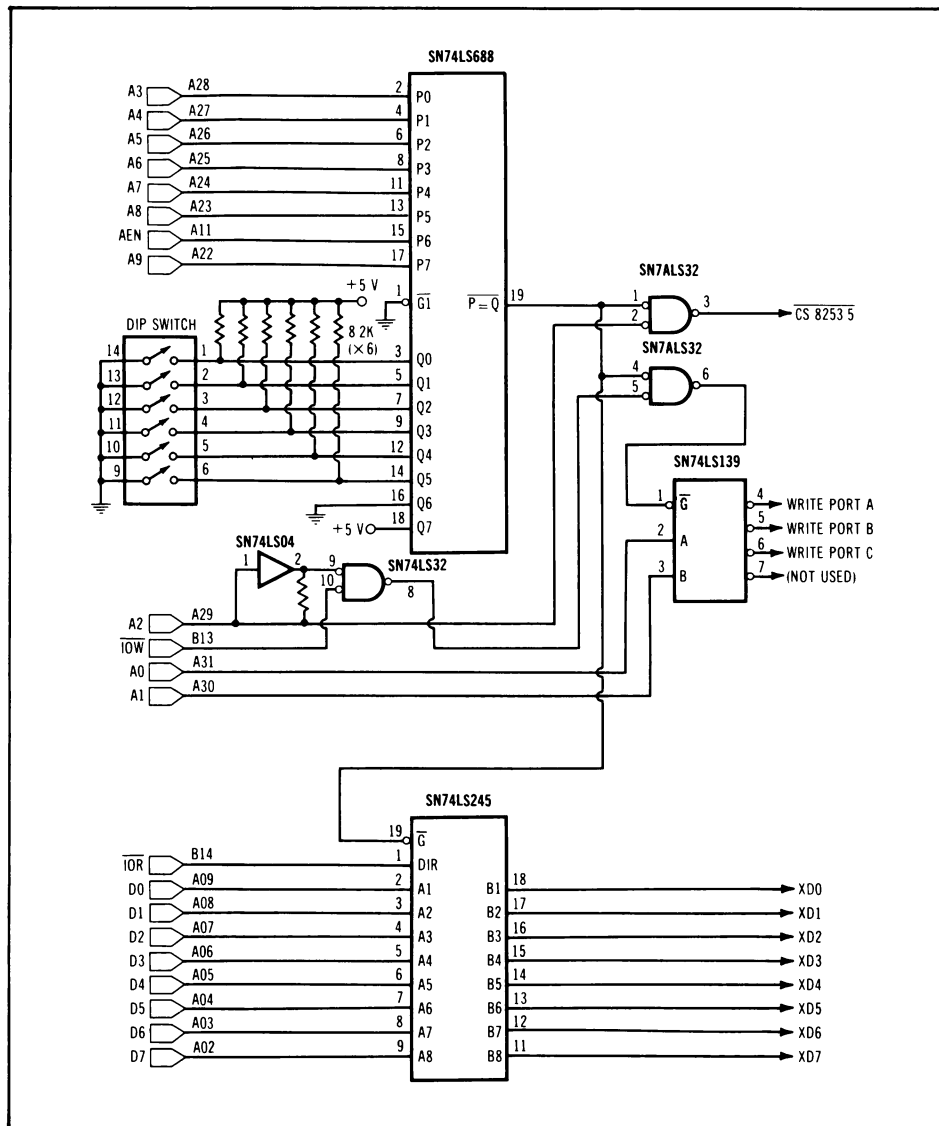 SN74LS688
A3 A28 2 P0
A4 A27 4 P1
A5 A26 6 P2
A6 A25 8 P3
A7 A24 11 P4
A8 A23 13 P5
AEN A11 15 P6
A9 A22 17 P7
+5 V 1 G1 P=Q 19
SN7ALS32
1 2 3 CS 8253 5
DIP SWITCH
8 2K
(×6)
SN7ALS32
4 5 6
14 1 3 Q0
13 2 5 Q1
12 3 7 Q2
11 4 9 Q3
10 5 12 Q4
9 6 14 Q5
16 Q6
+5 V 18 Q7
SN74LS139
1 G 4 WRITE PORT A
2 A 5 WRITE PORT B
6 WRITE PORT C
3 B 7 (NOT USED)
SN74LS04
1 2
SN74LS32
9 10 8
A2 A29
IOW B13
A0 A31
A1 A30
SN74LS245
19 G
IOR B14 1 DIR
D0 A09 2 A1 B1 18 XD0
D1 A08 3 A2 B2 17 XD1
D2 A07 4 A3 B3 16 XD2
D3 A06 5 A4 B4 15 XD3
D4 A05 6 A5 B5 14 XD4
D5 A04 7 A6 B6 13 XD5
D6 A03 8 A7 B7 12 XD6
D7 A02 9 A8 B8 11 XD7